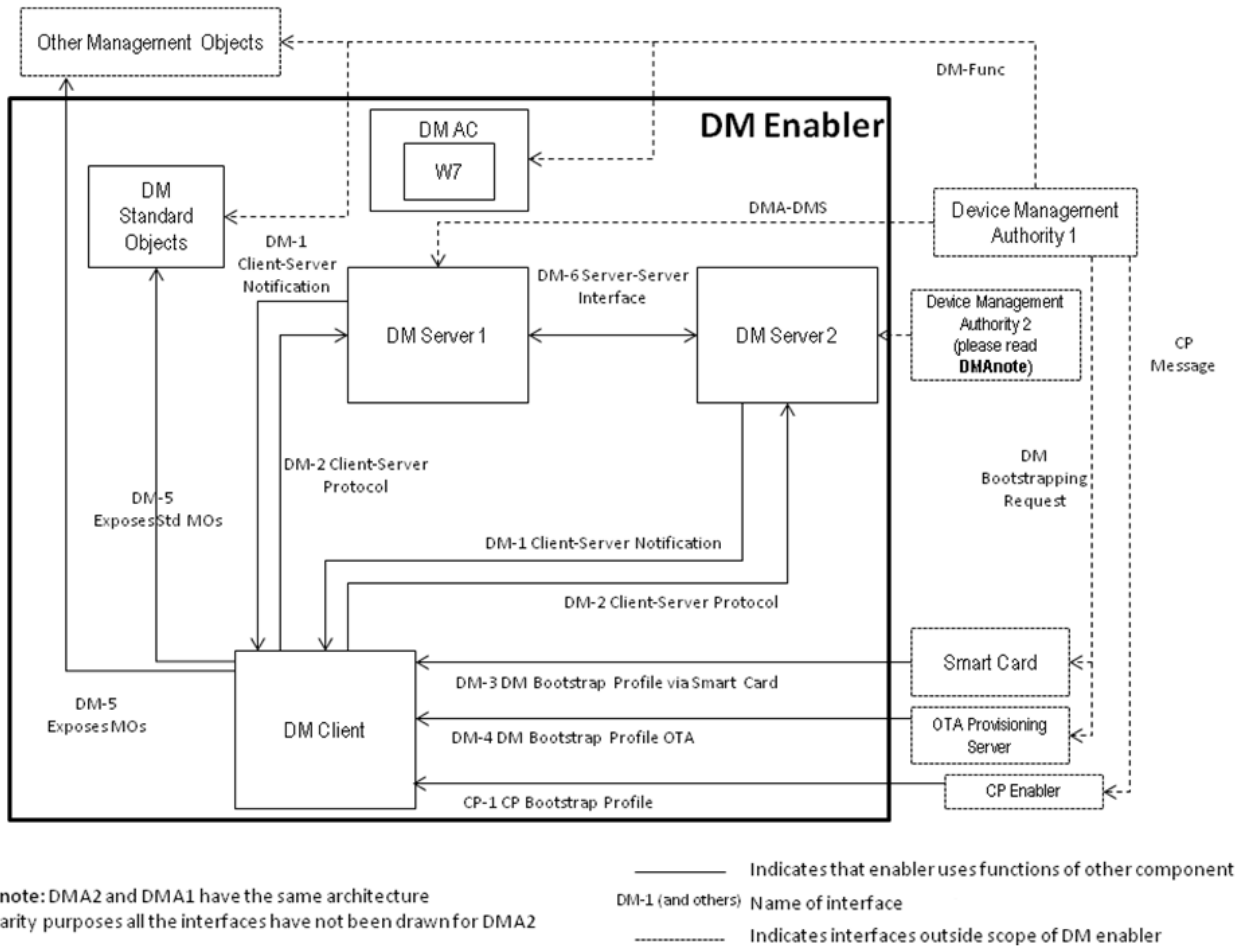 Other Management Objects
DM-Func
DM Enabler
DM AC
W7
DM
Standard
Objects
DMA-DMS
Device Management
Authority 1
DM-1
Client-Server
Notification
DM-6 Server-Server
Interface
DM Server 1
DM Server 2
Device Management
Authority 2
(please read
DMAnote)
CP
Message
DM-2 Client-Server
Protocol
DM
Bootstrapping
Request
DM-5
ExposesStd MOs
DM-1 Client-Server Notification
DM-2 Client-Server Protocol
Smart Card
DM-3 DM Bootstrap Profile via Smart Card
DM-5
ExposesMOs
DM Client
OTA Provisioning
Server
DM-4 DM Bootstrap Profile OTA
CP Enabler
CP-1 CP Bootstrap Profile
Indicates that enabler uses functions of other component
note: DMA2 and DMA1 have the same architecture
DM-1 (and others) Name of interface
arity purposes all the interfaces have not been drawn for DMA2
Indicates interfaces outside scope of DM enabler